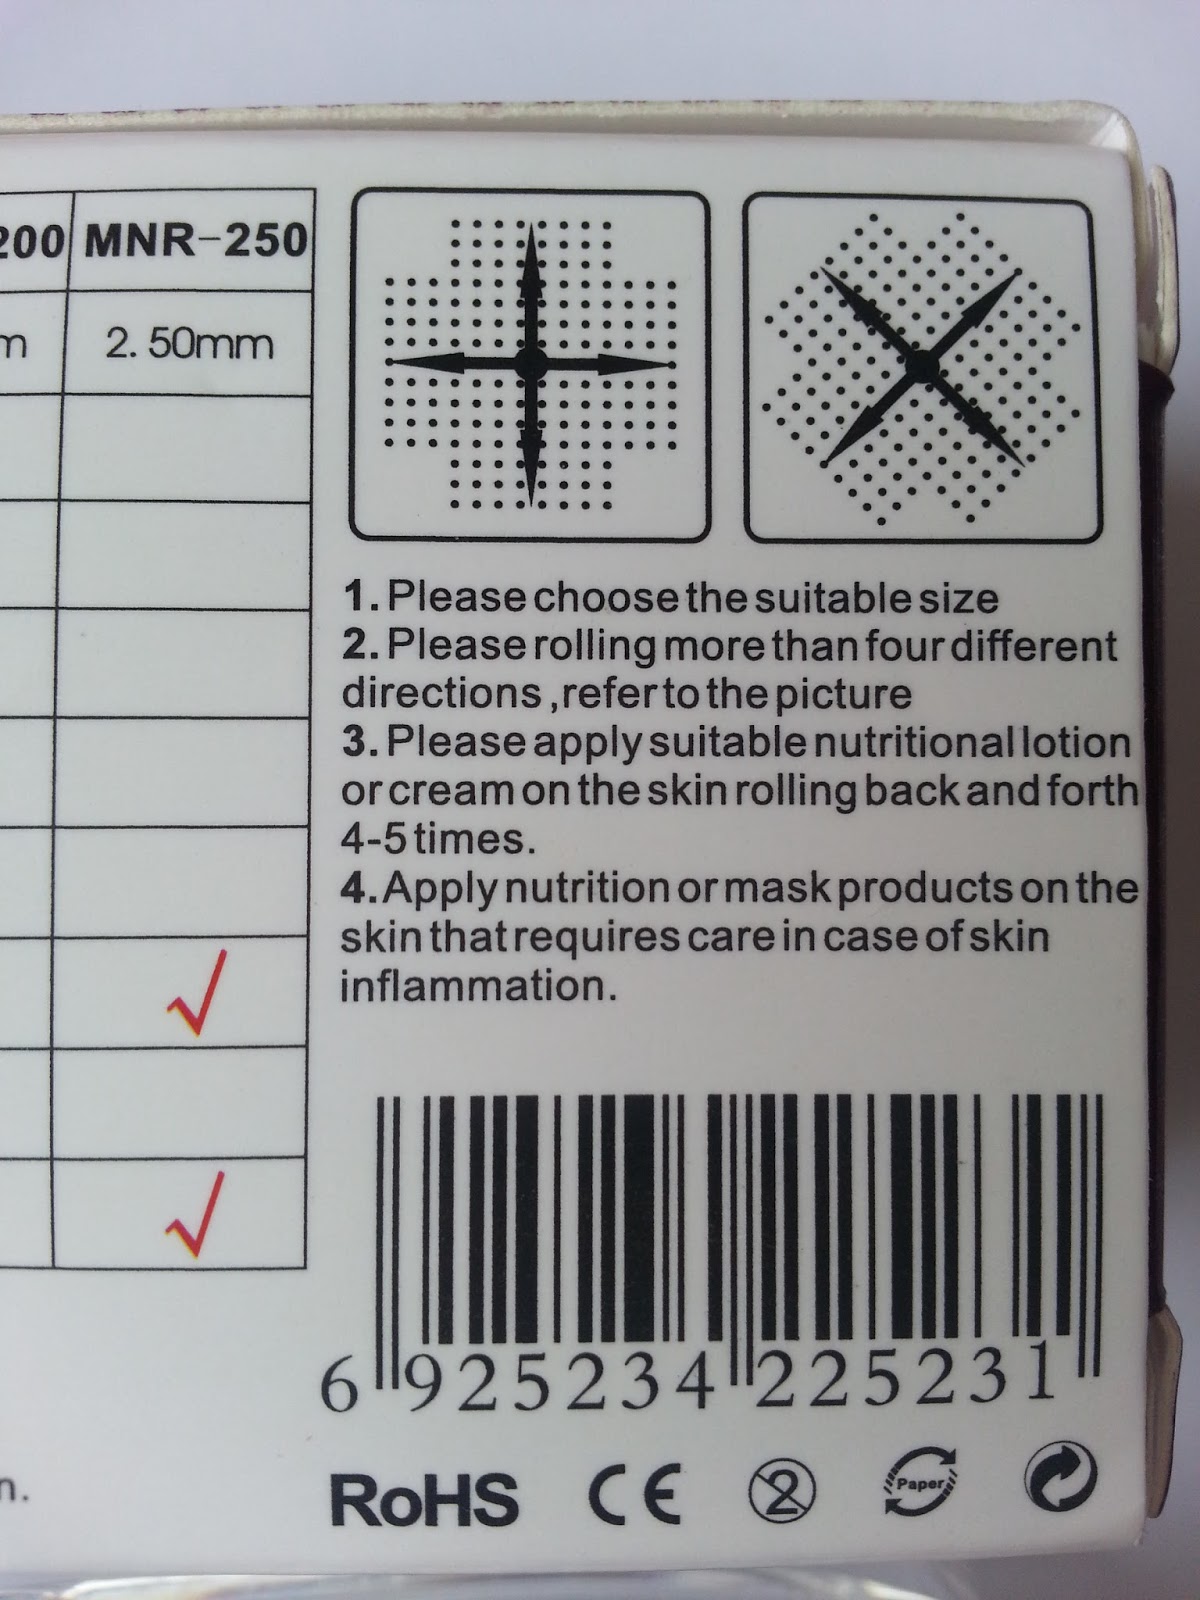 200 MNR-250
m 2.50mm
1. Please choose the suitable size
2. Please rolling more than four different
directions ,refer to the picture
3. Please apply suitable nutritional lotion
or cream on the skin rolling back and forth
4-5 times.
4. Apply nutrition or mask products on the
skin that requires care in case of skin
inflammation.
6 925234 225231
n.
RoHS CE 2 Paper